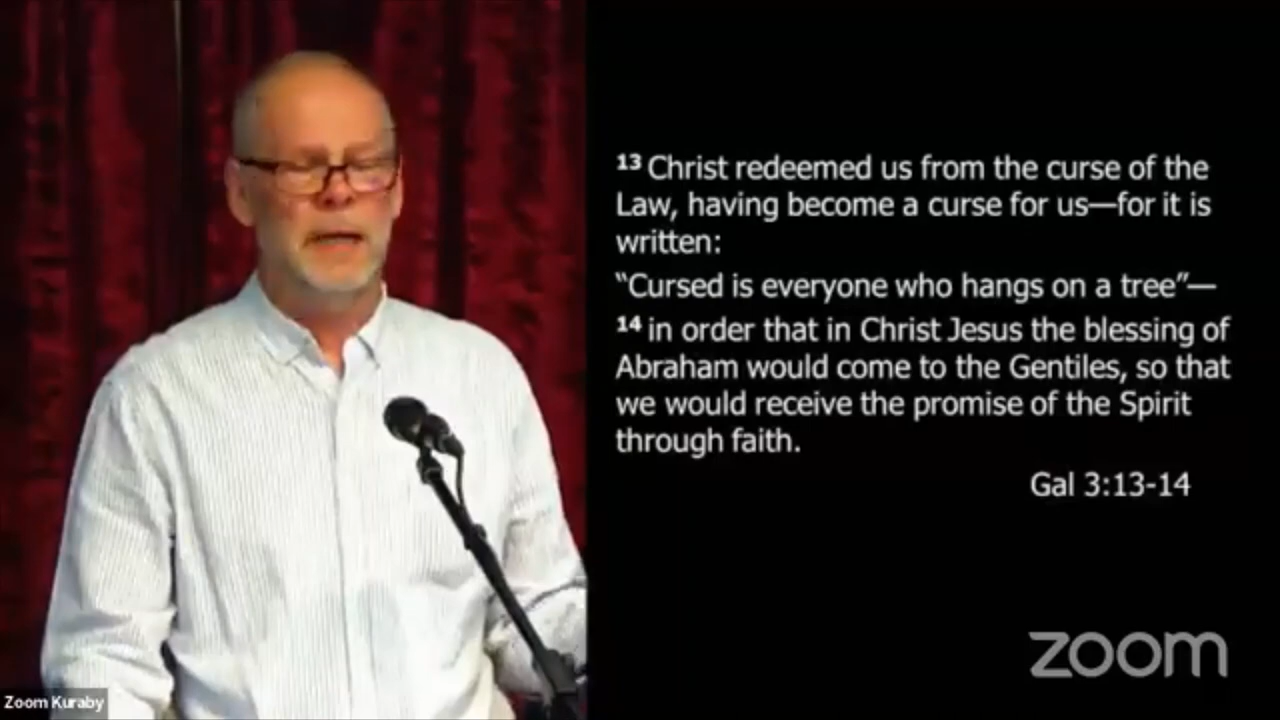 13 Christ redeemed us from the curse of the
Law, having become a curse for us—for it is
written:
“Cursed is everyone who hangs on a tree”—
14 in order that in Christ Jesus the blessing of
Abraham would come to the Gentiles, so that
we would receive the promise of the Spirit
through faith.
Gal 3:13-14
zoom
Zoom Kuraby